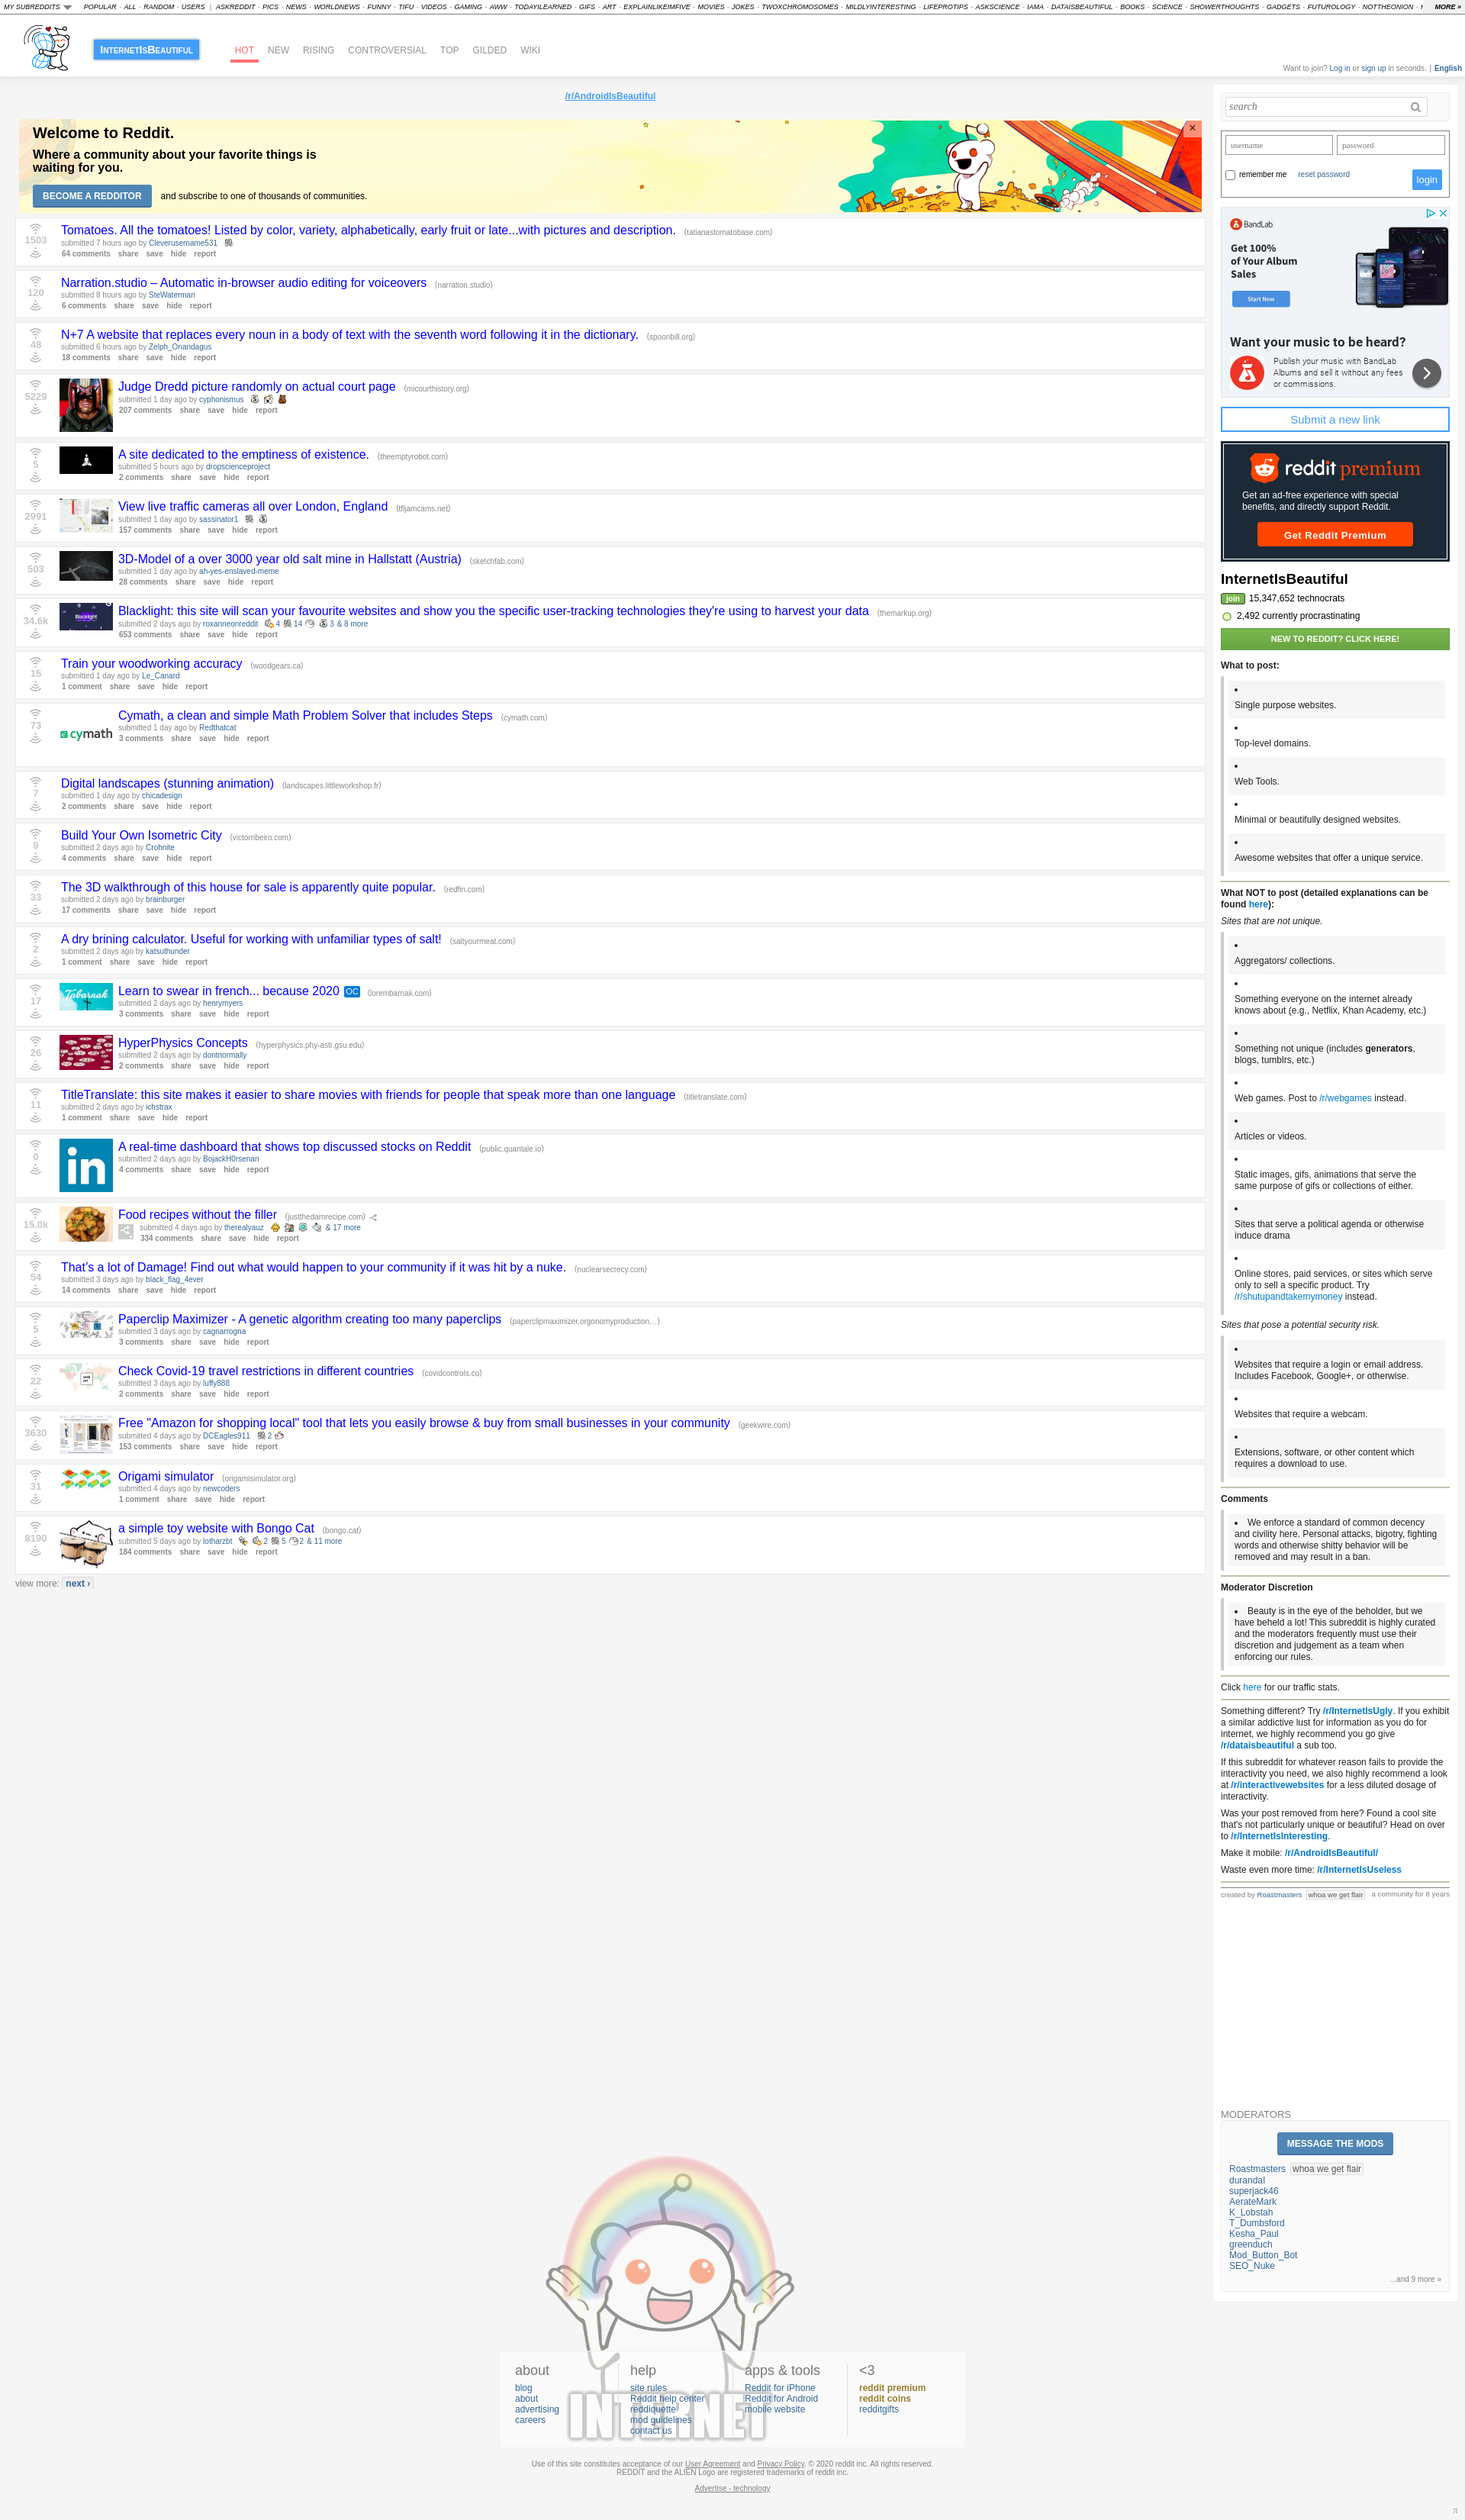 MY SUBREDDITS POPULAR - ALL - RANDOM - USERS | ASKREDDIT - PICS - NEWS - WORLDNEWS - FUNNY - TIFU - VIDEOS - GAMING - AWW - TODAYILEARNED - GIFS - ART - EXPLAINLIKEIMFIVE - MOVIES - JOKES - TWOXCHROMOSOMES - MILDLYINTERESTING - LIFEPROTIPS - ASKSCIENCE - IAMA - DATAISBEAUTIFUL - BOOKS - SCIENCE - SHOWERTHOUGHTS - GADGETS - FUTUROLOGY - NOTTHEONION - MORE »
InternetIsBeautiful HOT NEW RISING CONTROVERSIAL TOP GILDED WIKI
Want to join? Log in or sign up in seconds. | English
/r/AndroidIsBeautiful
Welcome to Reddit.
Where a community about your favorite things is
waiting for you.
BECOME A REDDITOR and subscribe to one of thousands of communities.
1503
Tomatoes. All the tomatoes! Listed by color, variety, alphabetically, early fruit or late...with pictures and description. (tatianastomatobase.com)
submitted 7 hours ago by Cleverusername531
64 comments share save hide report
120
Narration.studio – Automatic in-browser audio editing for voiceovers (narration.studio)
submitted 8 hours ago by SteWaterman
6 comments share save hide report
48
N+7 A website that replaces every noun in a body of text with the seventh word following it in the dictionary. (spoonbill.org)
submitted 6 hours ago by Zelph_Onandagus
18 comments share save hide report
5229
Judge Dredd picture randomly on actual court page (micourthistory.org)
submitted 1 day ago by cyphonismus
207 comments share save hide report
5
A site dedicated to the emptiness of existence. (theemptyrobot.com)
submitted 5 hours ago by dropscienceproject
2 comments share save hide report
2991
View live traffic cameras all over London, England (tfljamcams.net)
submitted 1 day ago by sassinator1
157 comments share save hide report
503
3D-Model of a over 3000 year old salt mine in Hallstatt (Austria) (sketchfab.com)
submitted 1 day ago by ah-yes-enslaved-meme
28 comments share save hide report
34.6k
Blacklight
Blacklight: this site will scan your favourite websites and show you the specific user-tracking technologies they're using to harvest your data (themarkup.org)
submitted 2 days ago by roxanneonreddit 4 14 3 & 8 more
653 comments share save hide report
15
Train your woodworking accuracy (woodgears.ca)
submitted 1 day ago by Le_Canard
1 comment share save hide report
73
cymath
Cymath, a clean and simple Math Problem Solver that includes Steps (cymath.com)
submitted 1 day ago by Redthatcat
3 comments share save hide report
7
Digital landscapes (stunning animation) (landscapes.littleworkshop.fr)
submitted 1 day ago by chicadesign
2 comments share save hide report
9
Build Your Own Isometric City (victorribeiro.com)
submitted 2 days ago by Crohnite
4 comments share save hide report
33
The 3D walkthrough of this house for sale is apparently quite popular. (redfin.com)
submitted 2 days ago by brainburger
17 comments share save hide report
2
A dry brining calculator. Useful for working with unfamiliar types of salt! (saltyourmeat.com)
submitted 2 days ago by katsuthunder
1 comment share save hide report
17
Tabarnak
Learn to swear in french... because 2020 OC (lorembarnak.com)
submitted 2 days ago by henrymyers
3 comments share save hide report
26
HyperPhysics Concepts (hyperphysics.phy-astr.gsu.edu)
submitted 2 days ago by dontnormally
2 comments share save hide report
11
TitleTranslate: this site makes it easier to share movies with friends for people that speak more than one language (titletranslate.com)
submitted 2 days ago by ichstrax
1 comment share save hide report
0
in
A real-time dashboard that shows top discussed stocks on Reddit (public.quantale.io)
submitted 2 days ago by BojackH0rsenan
4 comments share save hide report
15.0k
Food recipes without the filler (justthedarnrecipe.com)
submitted 4 days ago by therealyauz & 17 more
334 comments share save hide report
54
That's a lot of Damage! Find out what would happen to your community if it was hit by a nuke. (nuclearsecrecy.com)
submitted 3 days ago by black_flag_4ever
14 comments share save hide report
5
Paperclip Maximizer - A genetic algorithm creating too many paperclips (paperclipmaximizer.orgonomyproduction…)
submitted 3 days ago by cagnarrogna
3 comments share save hide report
22
Check Covid-19 travel restrictions in different countries (covidcontrols.co)
submitted 3 days ago by luffy888
2 comments share save hide report
3630
Free "Amazon for shopping local" tool that lets you easily browse & buy from small businesses in your community (geekwire.com)
submitted 4 days ago by DCEagles911 2
153 comments share save hide report
31
Origami simulator (origamisimulator.org)
submitted 4 days ago by newcoders
1 comment share save hide report
8190
a simple toy website with Bongo Cat (bongo.cat)
submitted 5 days ago by lotharzbt 2 5 2 & 11 more
184 comments share save hide report
view more: next ›
search
username password
remember me reset password login
BandLab
Get 100%
of Your Album
Sales
Start Now
Want your music to be heard?
Publish your music with BandLab
Albums and sell it without any fees
or commissions.
Submit a new link
reddit premium
Get an ad-free experience with special
benefits, and directly support Reddit.
Get Reddit Premium
InternetIsBeautiful
join 15,347,652 technocrats
2,492 currently procrastinating
NEW TO REDDIT? CLICK HERE!
What to post:
Single purpose websites.
Top-level domains.
Web Tools.
Minimal or beautifully designed websites.
Awesome websites that offer a unique service.
What NOT to post (detailed explanations can be
found here):
Sites that are not unique.
Aggregators/ collections.
Something everyone on the internet already
knows about (e.g., Netflix, Khan Academy, etc.)
Something not unique (includes generators,
blogs, tumblrs, etc.)
Web games. Post to /r/webgames instead.
Articles or videos.
Static images, gifs, animations that serve the
same purpose of gifs or collections of either.
Sites that serve a political agenda or otherwise
induce drama
Online stores, paid services, or sites which serve
only to sell a specific product. Try
/r/shutupandtakemymoney instead.
Sites that pose a potential security risk.
Websites that require a login or email address.
Includes Facebook, Google+, or otherwise.
Websites that require a webcam.
Extensions, software, or other content which
requires a download to use.
Comments
We enforce a standard of common decency
and civility here. Personal attacks, bigotry, fighting
words and otherwise shitty behavior will be
removed and may result in a ban.
Moderator Discretion
Beauty is in the eye of the beholder, but we
have beheld a lot! This subreddit is highly curated
and the moderators frequently must use their
discretion and judgement as a team when
enforcing our rules.
Click here for our traffic stats.
Something different? Try /r/InternetIsUgly. If you exhibit
a similar addictive lust for information as you do for
internet, we highly recommend you go give
/r/dataisbeautiful a sub too.
If this subreddit for whatever reason fails to provide the
interactivity you need, we also highly recommend a look
at /r/interactivewebsites for a less diluted dosage of
interactivity.
Was your post removed from here? Found a cool site
that's not particularly unique or beautiful? Head on over
to /r/InternetIsInteresting.
Make it mobile: /r/AndroidIsBeautiful/
Waste even more time: /r/InternetIsUseless
created by Roastmasters whoa we get flair a community for 8 years
MODERATORS
MESSAGE THE MODS
Roastmasters whoa we get flair
durandal
superjack46
AerateMark
K_Lobstah
T_Dumbsford
Kesha_Paul
greenduch
Mod_Button_Bot
SEO_Nuke
...and 9 more »
about
blog
about
advertising
careers
help
site rules
Reddit help center
reddiquette
mod guidelines
contact us
apps & tools
Reddit for iPhone
Reddit for Android
mobile website
<3
reddit premium
reddit coins
redditgifts
INTERNET
Use of this site constitutes acceptance of our User Agreement and Privacy Policy. © 2020 reddit inc. All rights reserved.
REDDIT and the ALIEN Logo are registered trademarks of reddit inc.
Advertise - technology
π